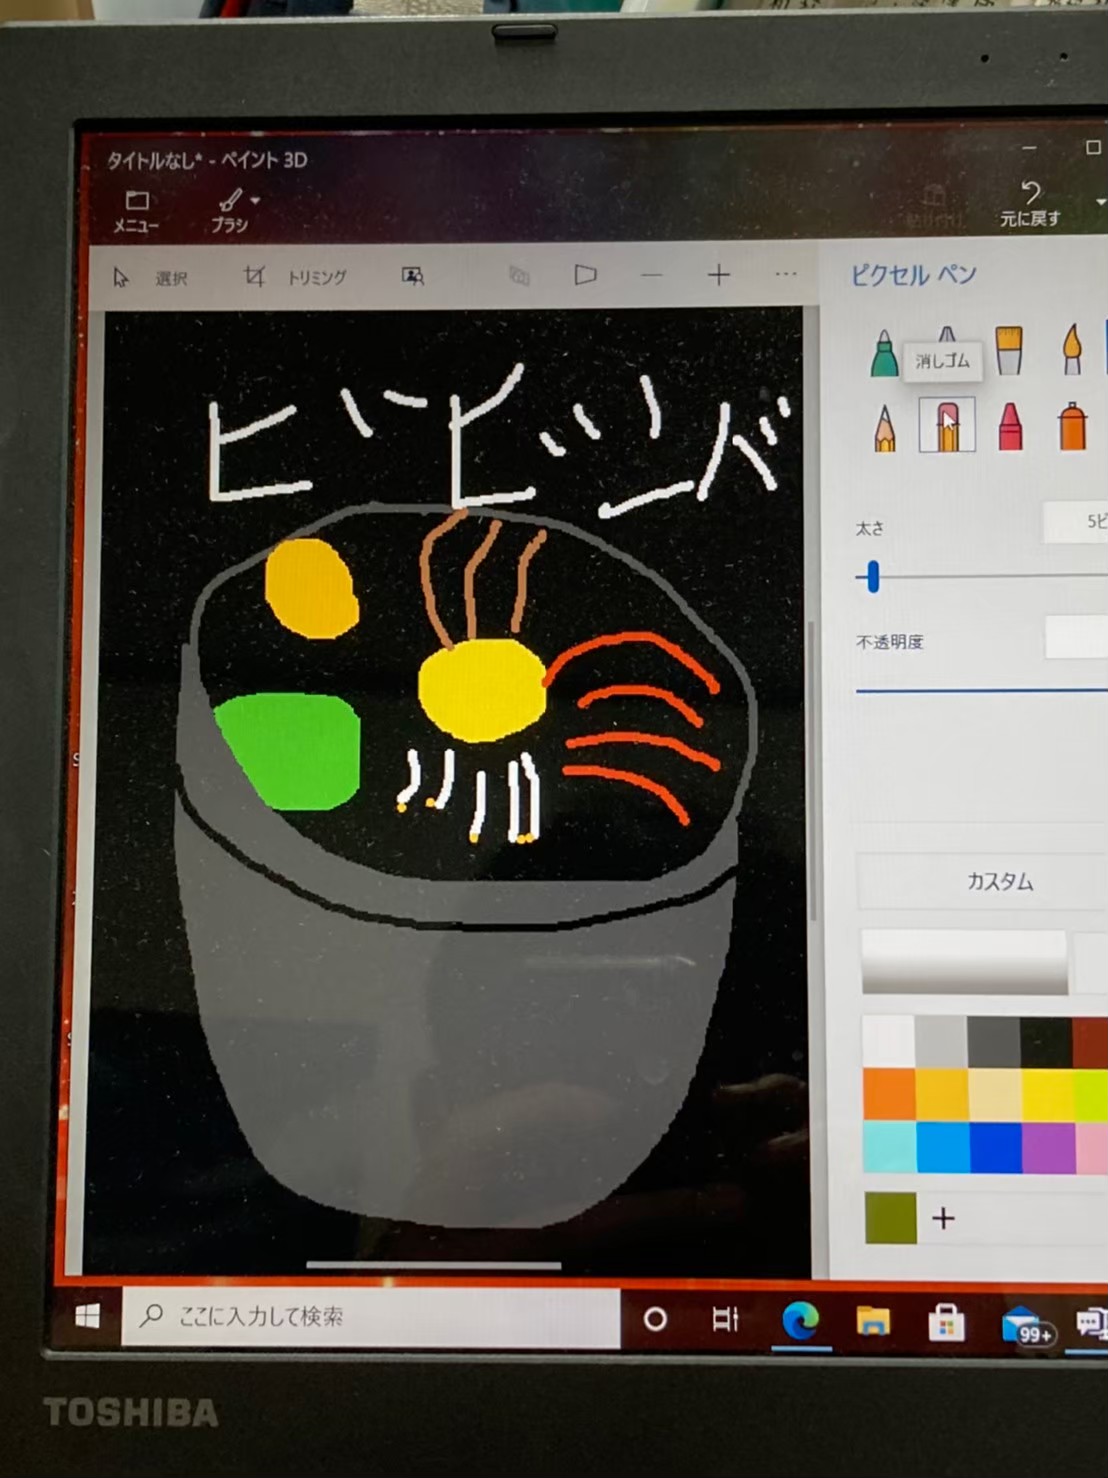 タイトルなし* - ペイント 3D
メニュー ブラシ 元に戻す
選択 トリミング ピクセル ペン
消しゴム
ビビンバ
太さ 5ピ
不透明度
カスタム
ここに入力して検索 99+
TOSHIBA